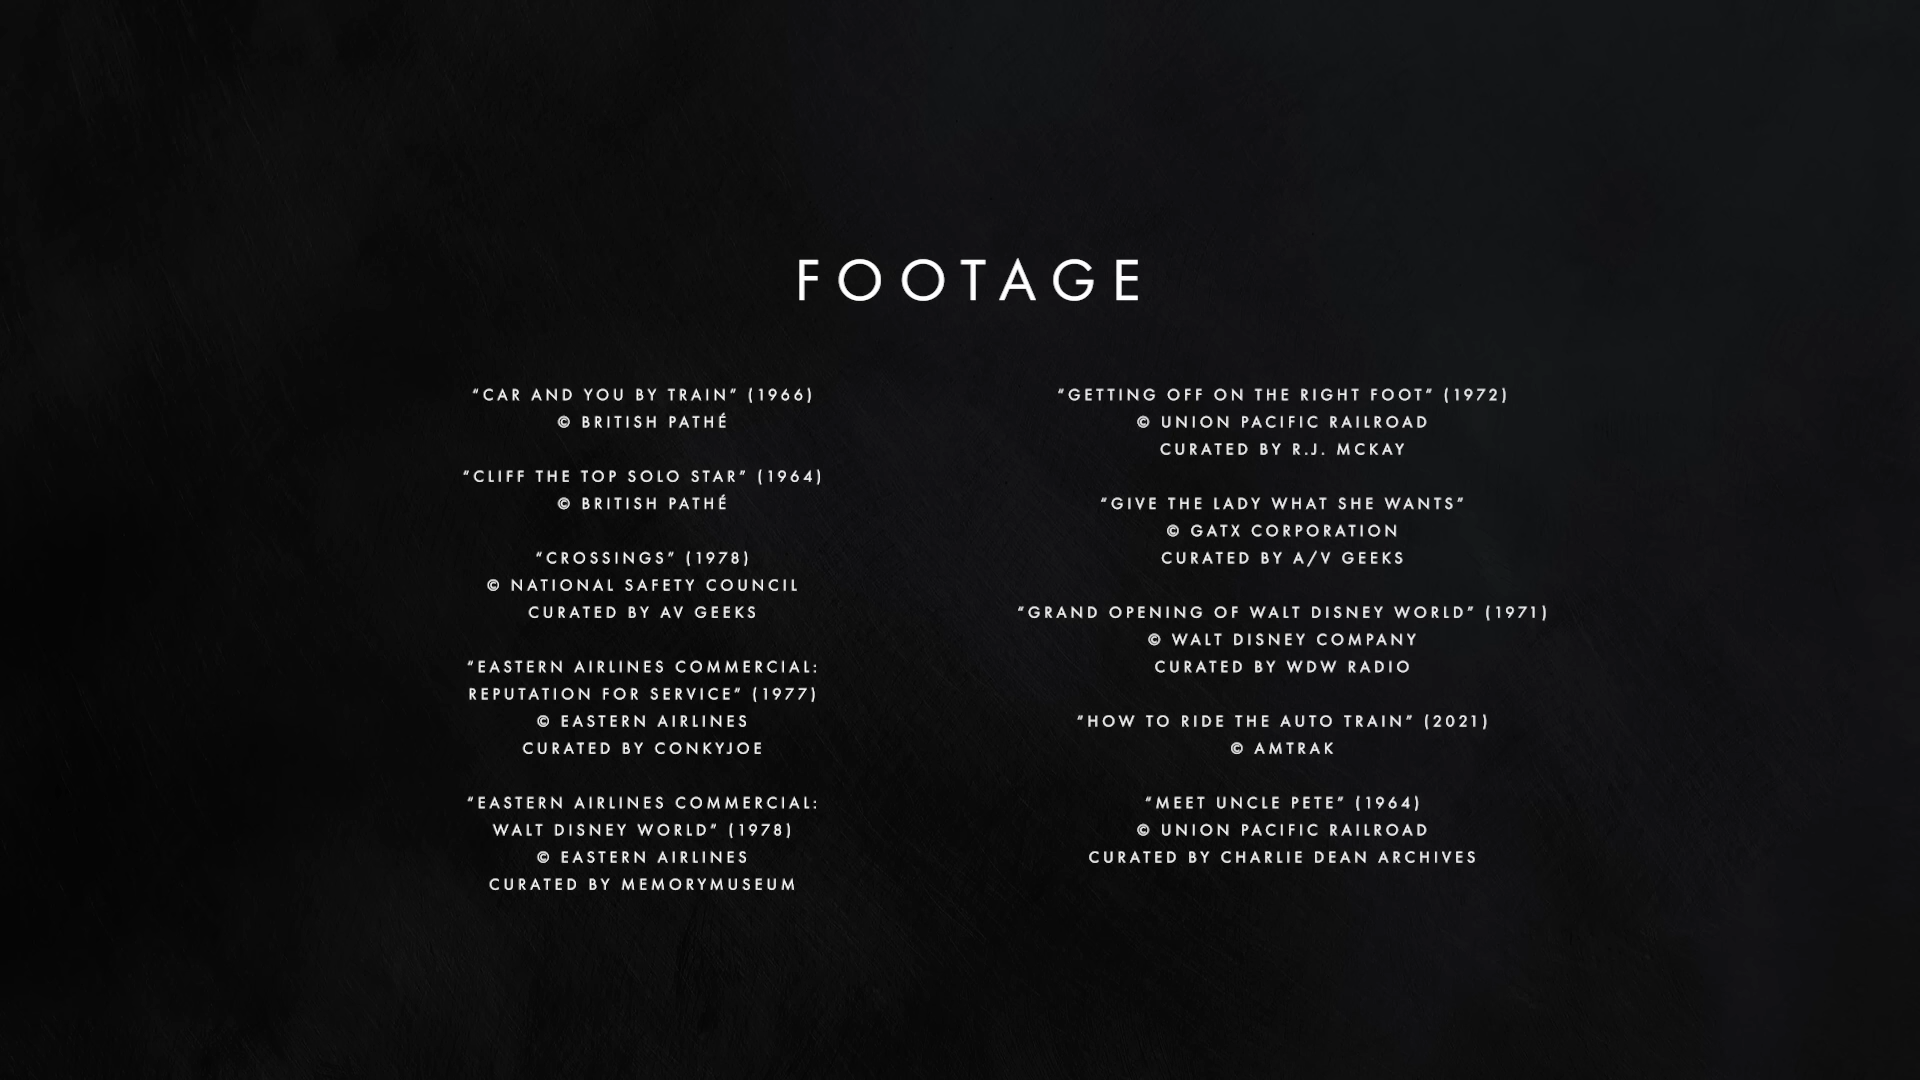 FOOTAGE
“CAR AND YOU BY TRAIN” (1966)
© BRITISH PATHÉ
“CLIFF THE TOP SOLO STAR” (1964)
© BRITISH PATHÉ
“CROSSINGS” (1978)
© NATIONAL SAFETY COUNCIL
CURATED BY AV GEEKS
“EASTERN AIRLINES COMMERCIAL:
REPUTATION FOR SERVICE” (1977)
© EASTERN AIRLINES
CURATED BY CONKYJOE
“EASTERN AIRLINES COMMERCIAL:
WALT DISNEY WORLD” (1978)
© EASTERN AIRLINES
CURATED BY MEMORYMUSEUM
“GETTING OFF ON THE RIGHT FOOT” (1972)
© UNION PACIFIC RAILROAD
CURATED BY R.J. MCKAY
“GIVE THE LADY WHAT SHE WANTS”
© GATX CORPORATION
CURATED BY A/V GEEKS
“GRAND OPENING OF WALT DISNEY WORLD” (1971)
© WALT DISNEY COMPANY
CURATED BY WDW RADIO
“HOW TO RIDE THE AUTO TRAIN” (2021)
© AMTRAK
“MEET UNCLE PETE” (1964)
© UNION PACIFIC RAILROAD
CURATED BY CHARLIE DEAN ARCHIVES